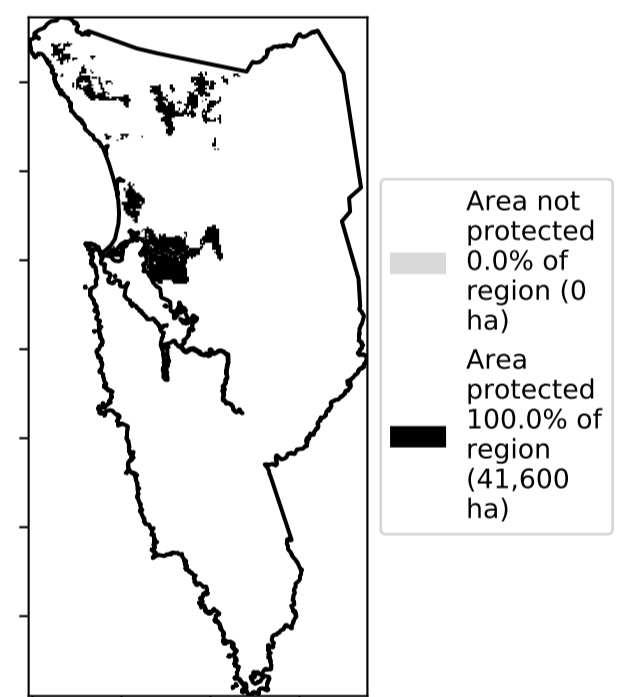 Area not
protected
0.0% of
region (0
ha)
Area
protected
100.0% of
region
(41,600
ha)